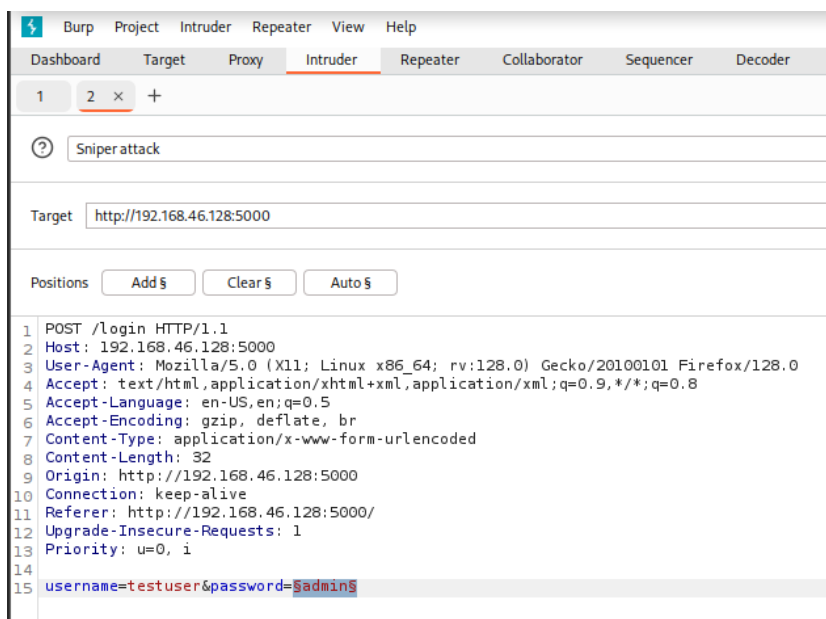 Burp Project Intruder Repeater View Help
Dashboard Target Proxy Intruder Repeater Collaborator Sequencer Decoder
1 2 × +
? Sniper attack
Target http://192.168.46.128:5000
Positions Add § Clear § Auto §
1 POST /login HTTP/1.1
2 Host: 192.168.46.128:5000
3 User-Agent: Mozilla/5.0 (X11; Linux x86_64; rv:128.0) Gecko/20100101 Firefox/128.0
4 Accept: text/html,application/xhtml+xml,application/xml;q=0.9,*/*;q=0.8
5 Accept-Language: en-US,en;q=0.5
6 Accept-Encoding: gzip, deflate, br
7 Content-Type: application/x-www-form-urlencoded
8 Content-Length: 32
9 Origin: http://192.168.46.128:5000
10 Connection: keep-alive
11 Referer: http://192.168.46.128:5000/
12 Upgrade-Insecure-Requests: 1
13 Priority: u=0, i
14
15 username=testuser&password=§admin§